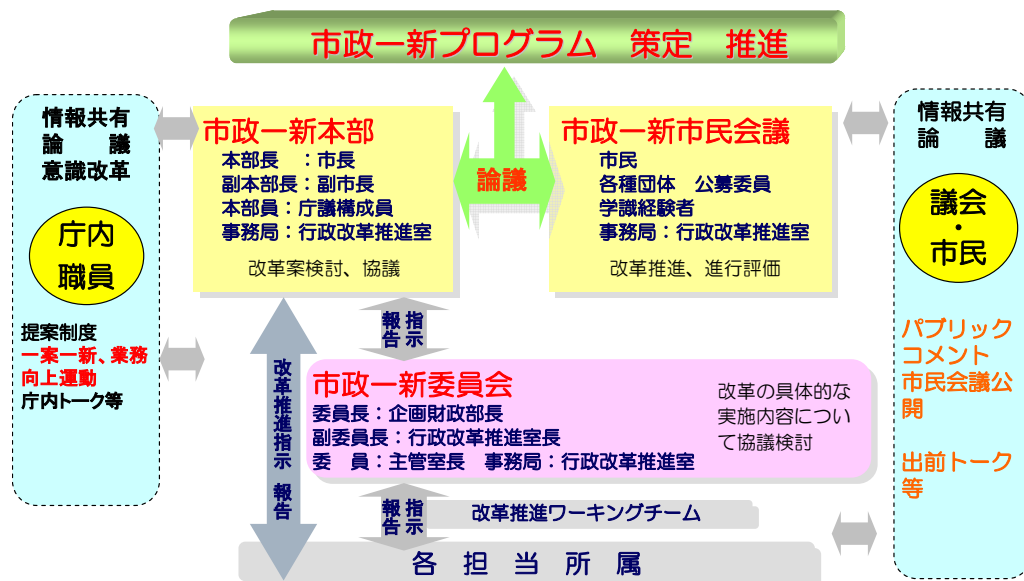 市政一新プログラム　策定　推進
情報共有
論　　議
意識改革
庁内
職員
提案制度
一案一新、業務
向上運動
庁内トーク等
市政一新本部
本部長　：市長
副本部長：副市長
本部員：庁議構成員
事務局：行政改革推進室
改革案検討、協議
論議
市政一新市民会議
市民
各種団体　公募委員
学識経験者
事務局：行政改革推進室
改革推進、進行評価
情報共有
論　　議
議会
・
市民
パブリック
コメント
市民会議公
開
出前トーク
等
改革推進指示　報告
指示
報告
市政一新委員会
委員長：企画財政部長
副委員長：行政改革推進室長
委　員：主管室長　事務局：行政改革推進室
改革の具体的な
実施内容につい
て協議検討
指示
報告
改革推進ワーキングチーム
各　担　当　所　属